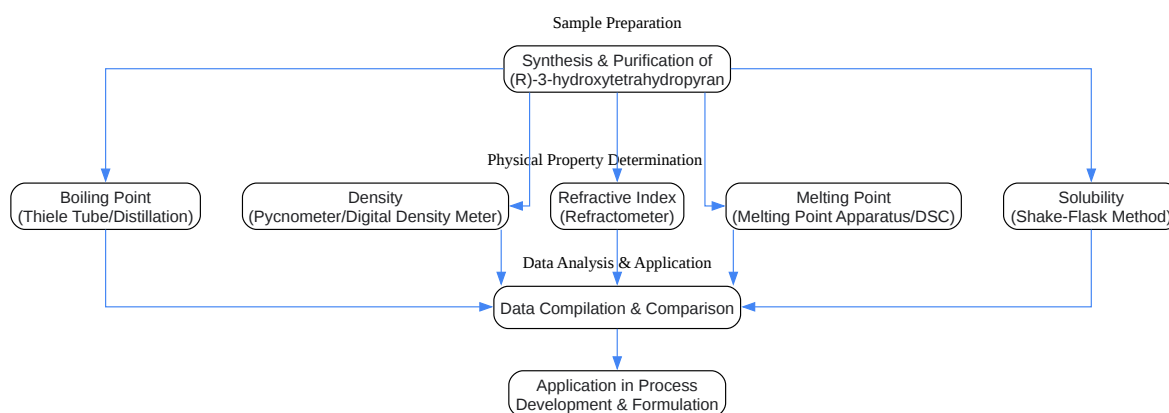 Sample Preparation
Synthesis & Purification of
(R)-3-hydroxytetrahydropyran
Physical Property Determination
Boiling Point
(Thiele Tube/Distillation)
Density
(Pycnometer/Digital Density Meter)
Refractive Index
(Refractometer)
Melting Point
(Melting Point Apparatus/DSC)
Solubility
(Shake-Flask Method)
Data Analysis & Application
Data Compilation & Comparison
Application in Process
Development & Formulation